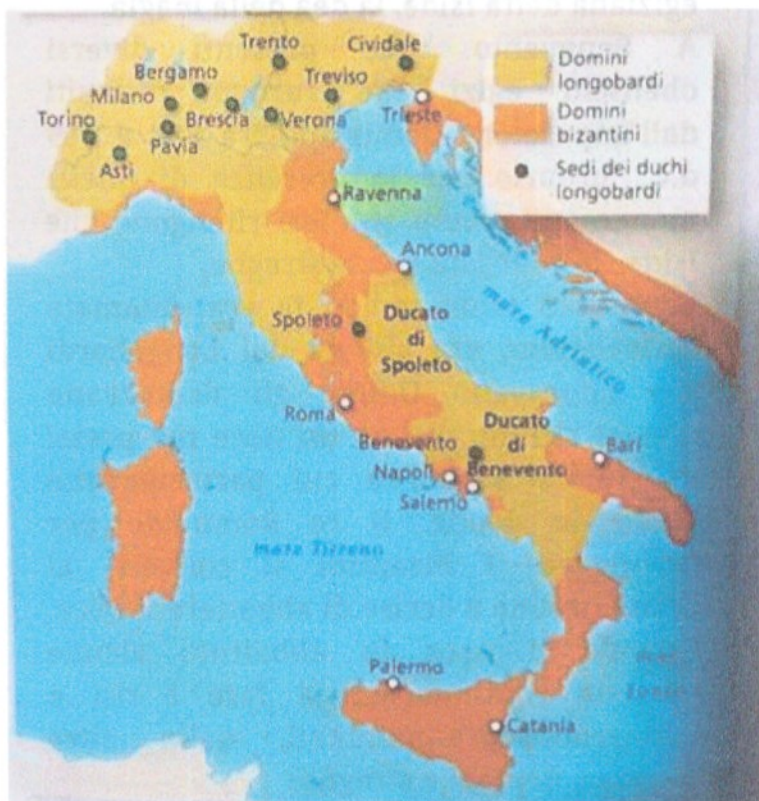 Domini
longobardi
Domini
bizantini
Sedi dei duchi
longobardi
Trento
Cividale
Bergamo
Treviso
Milano
Trieste
Torino
Brescia
Verona
Pavia
Asti
Ravenna
Ancona
mare Adriatico
Spoleto
Ducato
di
Spoleto
Roma
Benevento
Ducato
di
Benevento
Bari
Napoli
Salerno
mare Tirreno
Palermo
Catania